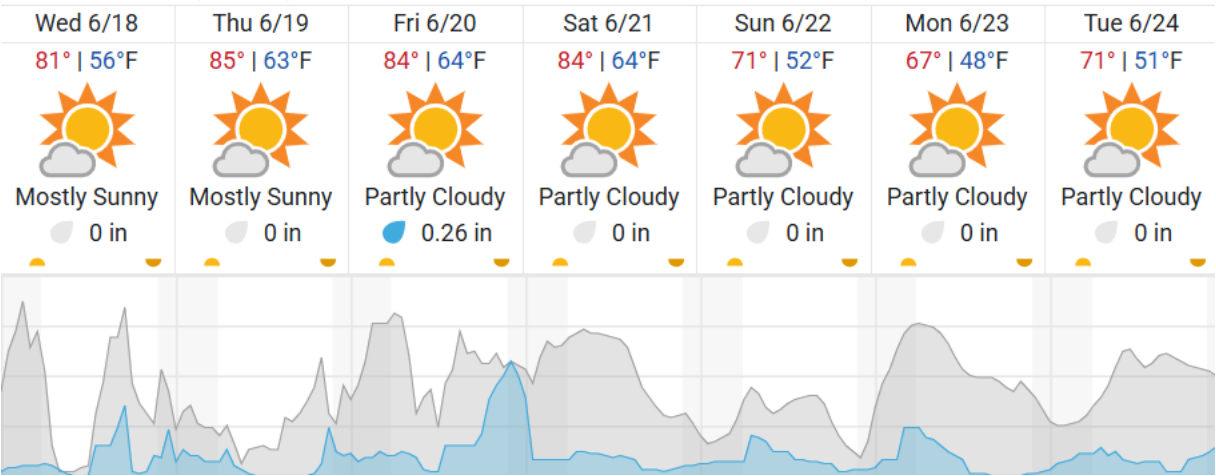 Wed 6/18 Thu 6/19 Fri 6/20 Sat 6/21 Sun 6/22 Mon 6/23 Tue 6/24
81° | 56°F 85° | 63°F 84° | 64°F 84° | 64°F 71° | 52°F 67° | 48°F 71° | 51°F
Mostly Sunny Mostly Sunny Partly Cloudy Partly Cloudy Partly Cloudy Partly Cloudy Partly Cloudy
0 in 0 in 0.26 in 0 in 0 in 0 in 0 in